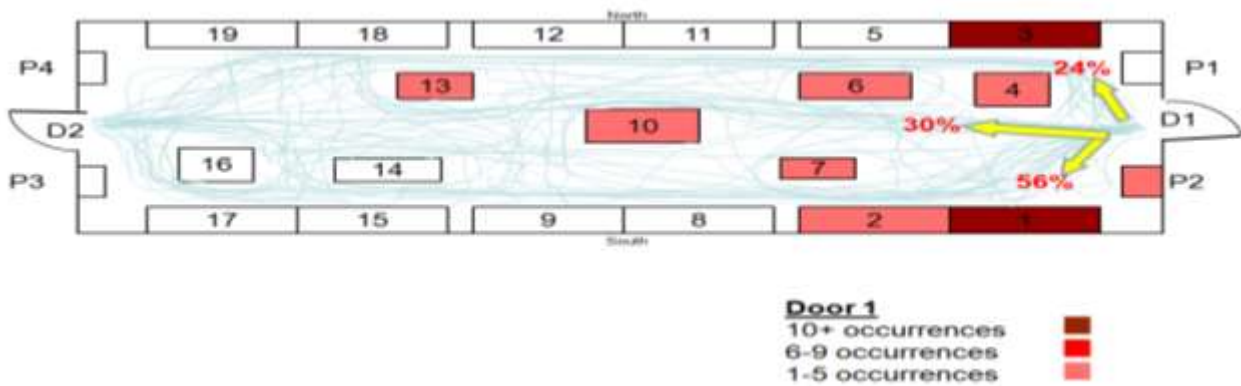 North
19 18 12 11 5 3
P4 13 6 4 24% P1
D2 10 30% D1
P3 16 14 7 56% P2
17 15 9 8 2 1
South
Door 1
10+ occurrences
6-9 occurrences
1-5 occurrences